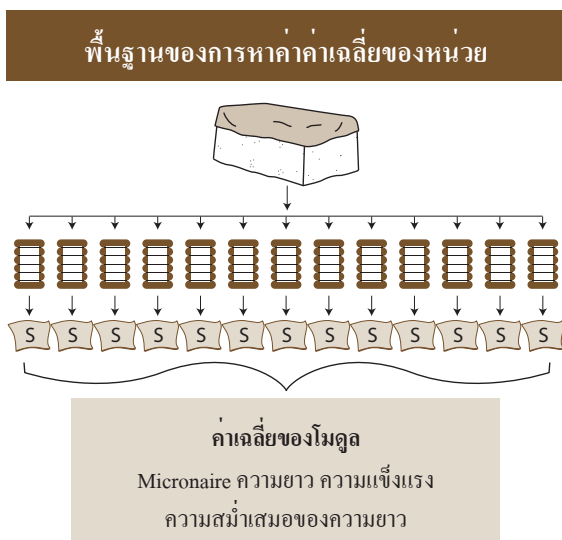 พื้นฐานของการหาค่าค่าเฉลี่ยของหน่วย
S S S S S S S S S S S S S
ค่าเฉลี่ยของโมดูล
Micronaire ความยาว ความแข็งแรง
ความสม่ำเสมอของความยาว